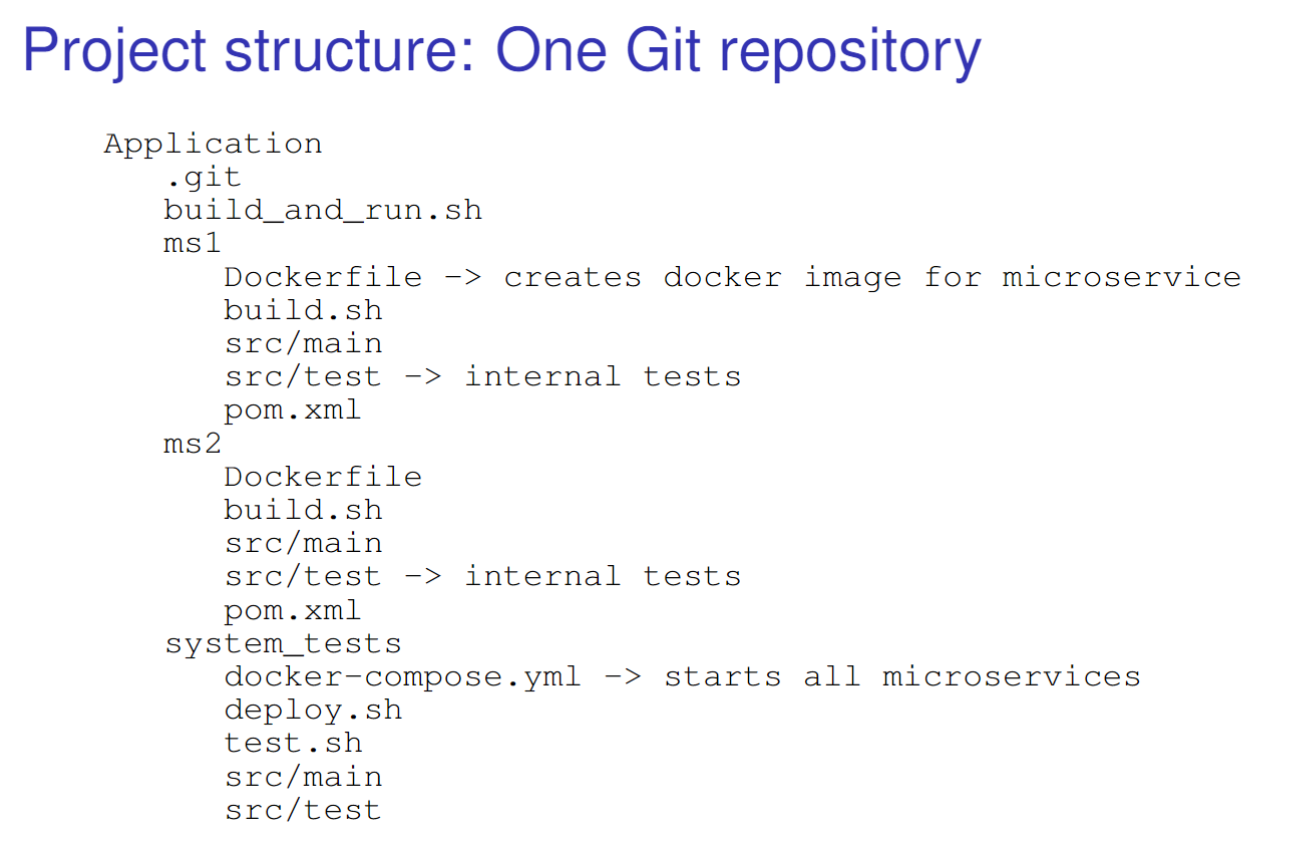 Project structure: One Git repository
Application
.git
build_and_run.sh
ms1
Dockerfile -> creates docker image for microservice
build.sh
src/main
src/test -> internal tests
pom.xml
ms2
Dockerfile
build.sh
src/main
src/test -> internal tests
pom.xml
system_tests
docker-compose.yml -> starts all microservices
deploy.sh
test.sh
src/main
src/test